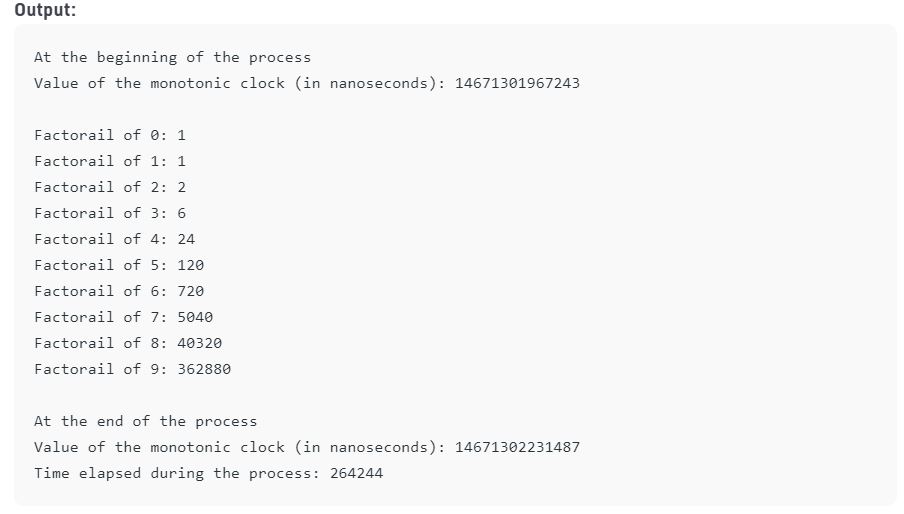 Output:
At the beginning of the process
Value of the monotonic clock (in nanoseconds): 14671301967243
Factorail of 0: 1
Factorail of 1: 1
Factorail of 2: 2
Factorail of 3: 6
Factorail of 4: 24
Factorail of 5: 120
Factorail of 6: 720
Factorail of 7: 5040
Factorail of 8: 40320
Factorail of 9: 362880
At the end of the process
Value of the monotonic clock (in nanoseconds): 14671302231487
Time elapsed during the process: 264244